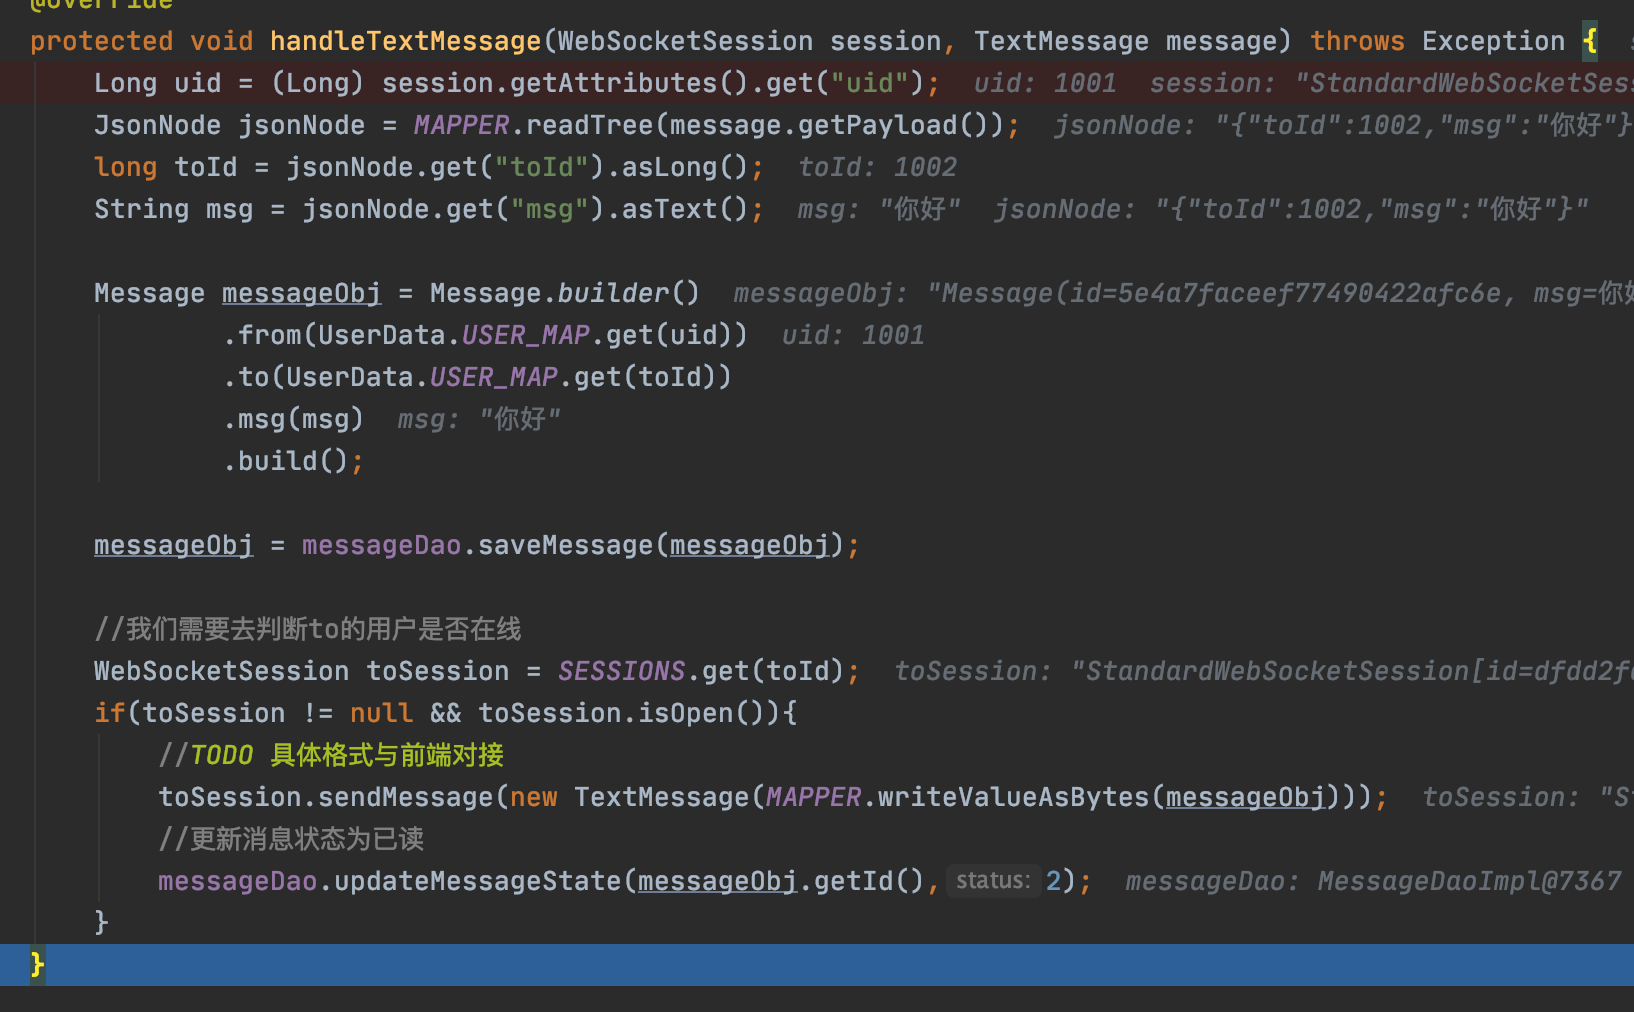 @Override
protected void handleTextMessage(WebSocketSession session, TextMessage message) throws Exception {
Long uid = (Long) session.getAttributes().get("uid"); uid: 1001 session: "StandardWebSocketSess
JsonNode jsonNode = MAPPER.readTree(message.getPayload()); jsonNode: "{"toId":1002,"msg":"你好"}
long toId = jsonNode.get("toId").asLong(); toId: 1002
String msg = jsonNode.get("msg").asText(); msg: "你好" jsonNode: "{"toId":1002,"msg":"你好"}"
Message messageObj = Message.builder() messageObj: "Message(id=5e4a7faceef77490422afc6e, msg=你好
.from(UserData.USER_MAP.get(uid)) uid: 1001
.to(UserData.USER_MAP.get(toId))
.msg(msg) msg: "你好"
.build();
messageObj = messageDao.saveMessage(messageObj);
//我们需要去判断to的用户是否在线
WebSocketSession toSession = SESSIONS.get(toId); toSession: "StandardWebSocketSession[id=dfdd2f
if(toSession != null && toSession.isOpen()){
//TODO 具体格式与前端对接
toSession.sendMessage(new TextMessage(MAPPER.writeValueAsBytes(messageObj))); toSession: "S
//更新消息状态为已读
messageDao.updateMessageState(messageObj.getId(), status: 2); messageDao: MessageDaoImpl@7367
}
}